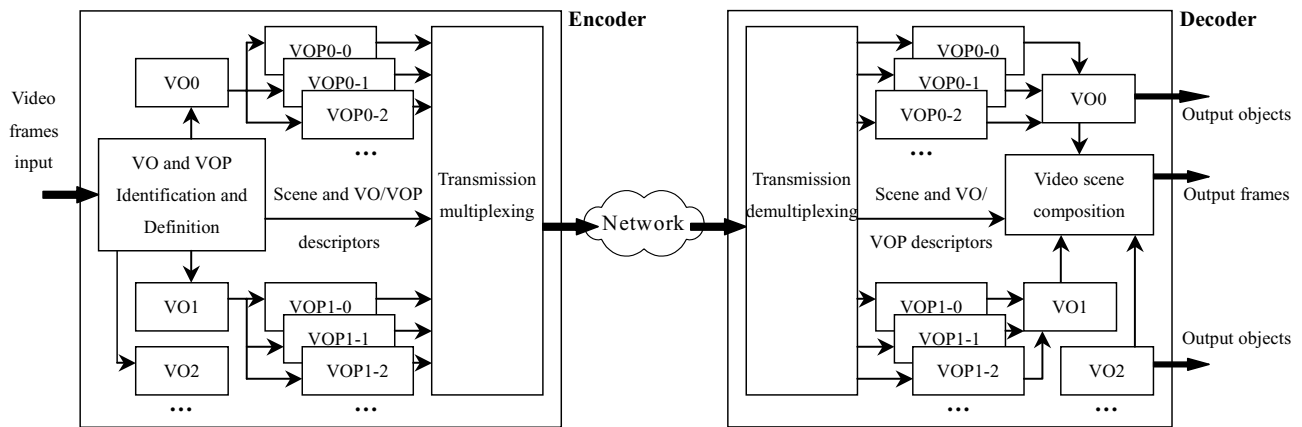 Encoder
Video
frames
input
VO0
VOP0-0
VOP0-1
VOP0-2
...
VO and VOP
Identification and
Definition
Scene and VO/VOP
descriptors
Transmission
multiplexing
VO1
VOP1-0
VOP1-1
VOP1-2
...
VO2
...
Network
Decoder
Transmission
demultiplexing
VOP0-0
VOP0-1
VOP0-2
...
VO0
Output objects
Scene and VO/
VOP descriptors
Video scene
composition
Output frames
VOP1-0
VOP1-1
VOP1-2
...
VO1
VO2
...
Output objects